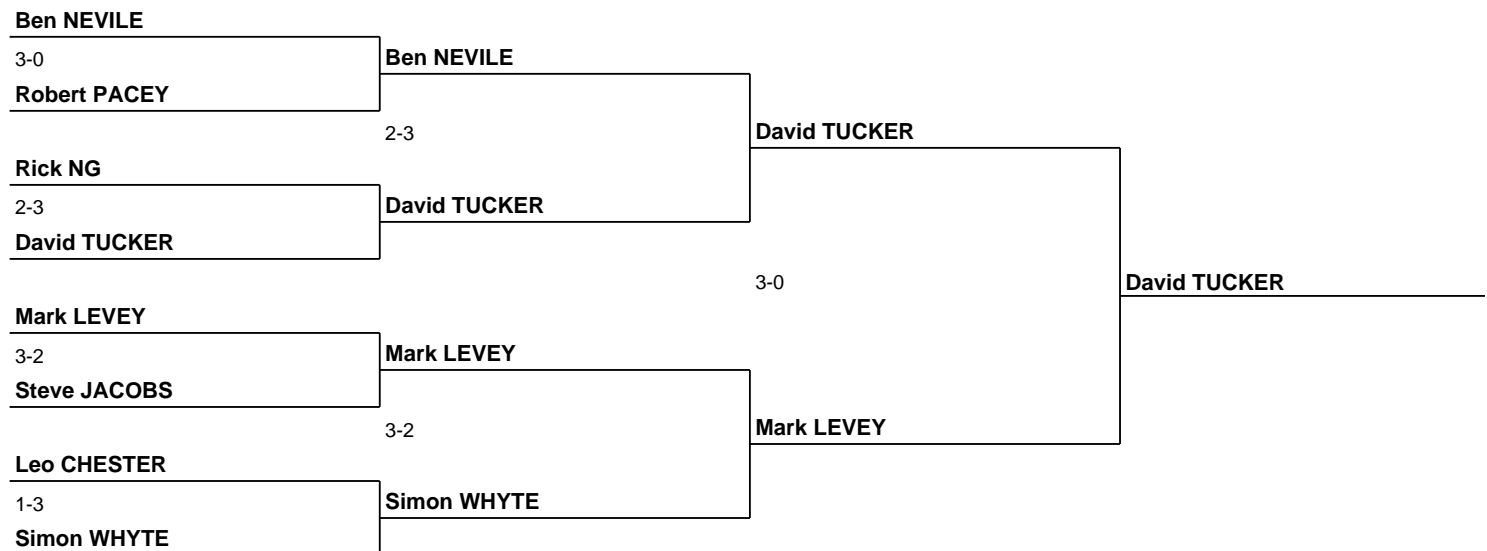 Ben NEVILE
3-0
Ben NEVILE
Robert PACEY
2-3
David TUCKER
Rick NG
2-3
David TUCKER
David TUCKER
3-0
David TUCKER
Mark LEVEY
3-2
Mark LEVEY
Steve JACOBS
3-2
Mark LEVEY
Leo CHESTER
1-3
Simon WHYTE
Simon WHYTE